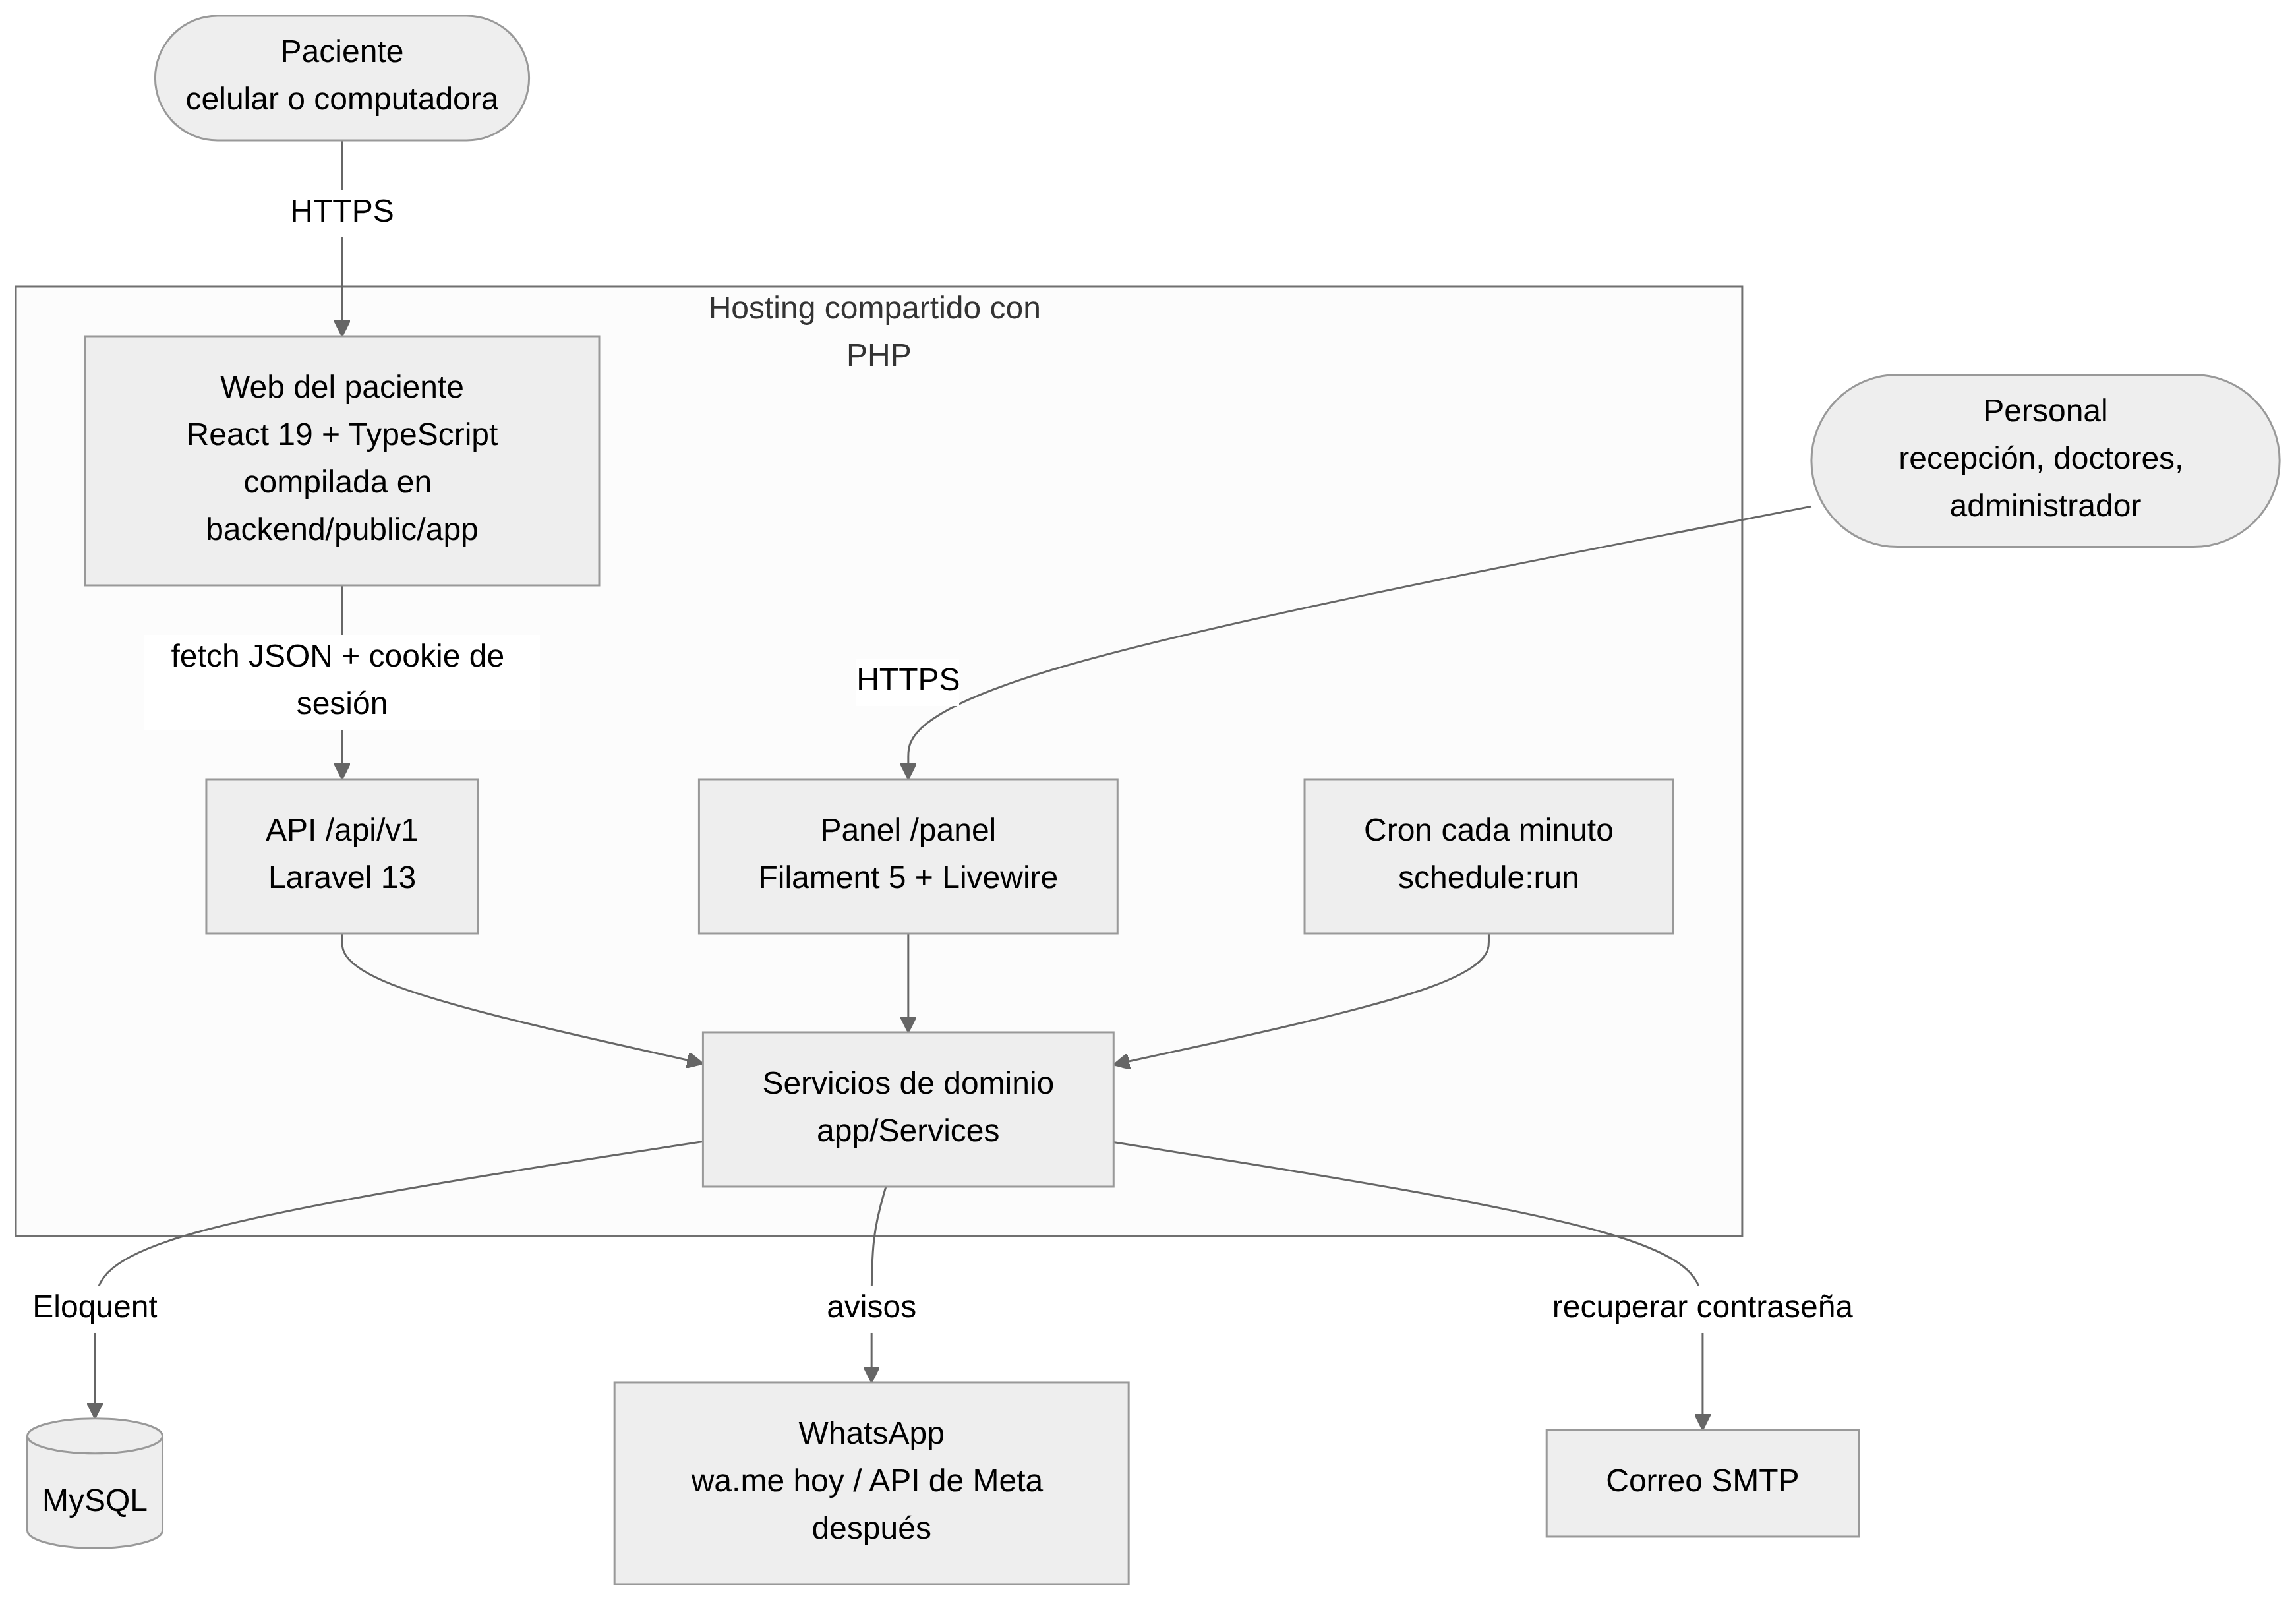 Paciente
celular o computadora
HTTPS
Hosting compartido con
PHP
Web del paciente
React 19 + TypeScript
compilada en
backend/public/app
Personal
recepción, doctores,
administrador
fetch JSON + cookie de
sesión
HTTPS
API /api/v1
Laravel 13
Panel /panel
Filament 5 + Livewire
Cron cada minuto
schedule:run
Servicios de dominio
app/Services
Eloquent
avisos
recuperar contraseña
MySQL
WhatsApp
wa.me hoy / API de Meta
después
Correo SMTP